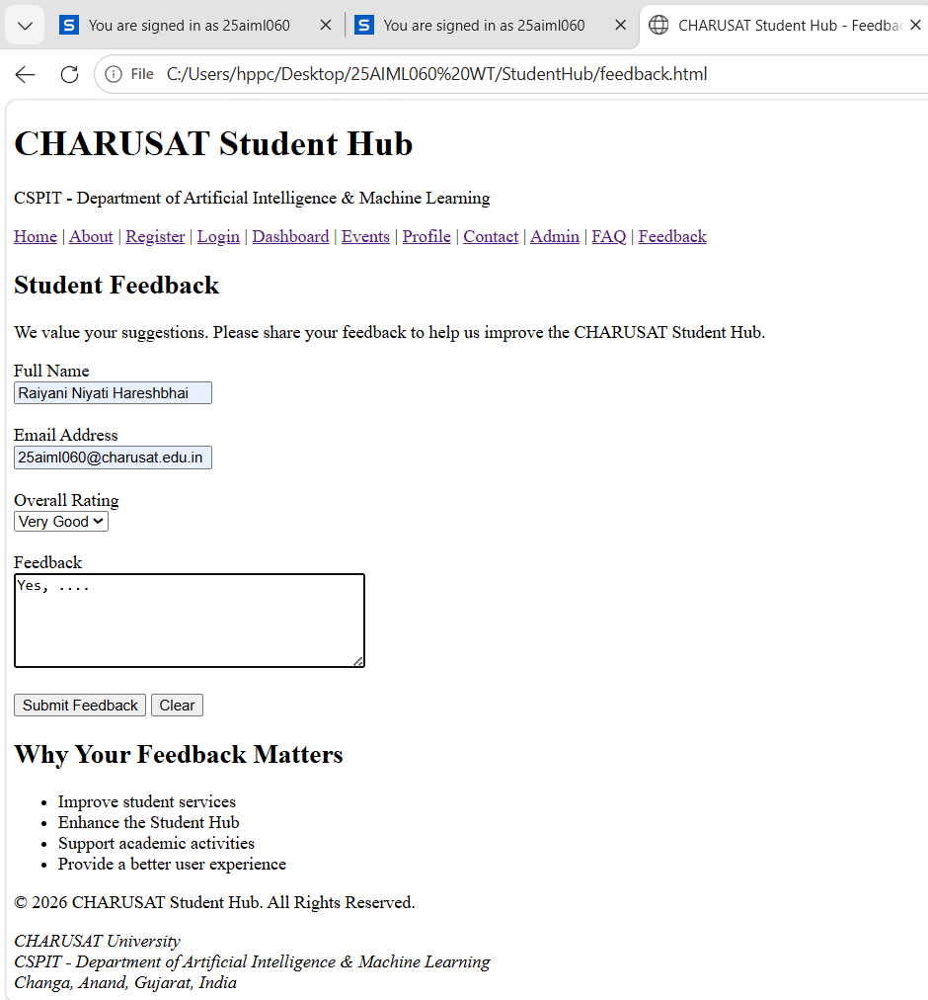 You are signed in as 25aiml060
You are signed in as 25aiml060
CHARUSAT Student Hub - Feedbac
File C:/Users/hppc/Desktop/25AIML060%20WT/StudentHub/feedback.html
CHARUSAT Student Hub
CSPIT - Department of Artificial Intelligence & Machine Learning
Home | About | Register | Login | Dashboard | Events | Profile | Contact | Admin | FAQ | Feedback
Student Feedback
We value your suggestions. Please share your feedback to help us improve the CHARUSAT Student Hub.
Full Name
Raiyani Niyati Hareshbhai
Email Address
25aiml060@charusat.edu.in
Overall Rating
Very Good
Feedback
Yes, ....
Submit Feedback Clear
Why Your Feedback Matters
• Improve student services
• Enhance the Student Hub
• Support academic activities
• Provide a better user experience
© 2026 CHARUSAT Student Hub. All Rights Reserved.
CHARUSAT University
CSPIT - Department of Artificial Intelligence & Machine Learning
Changa, Anand, Gujarat, India